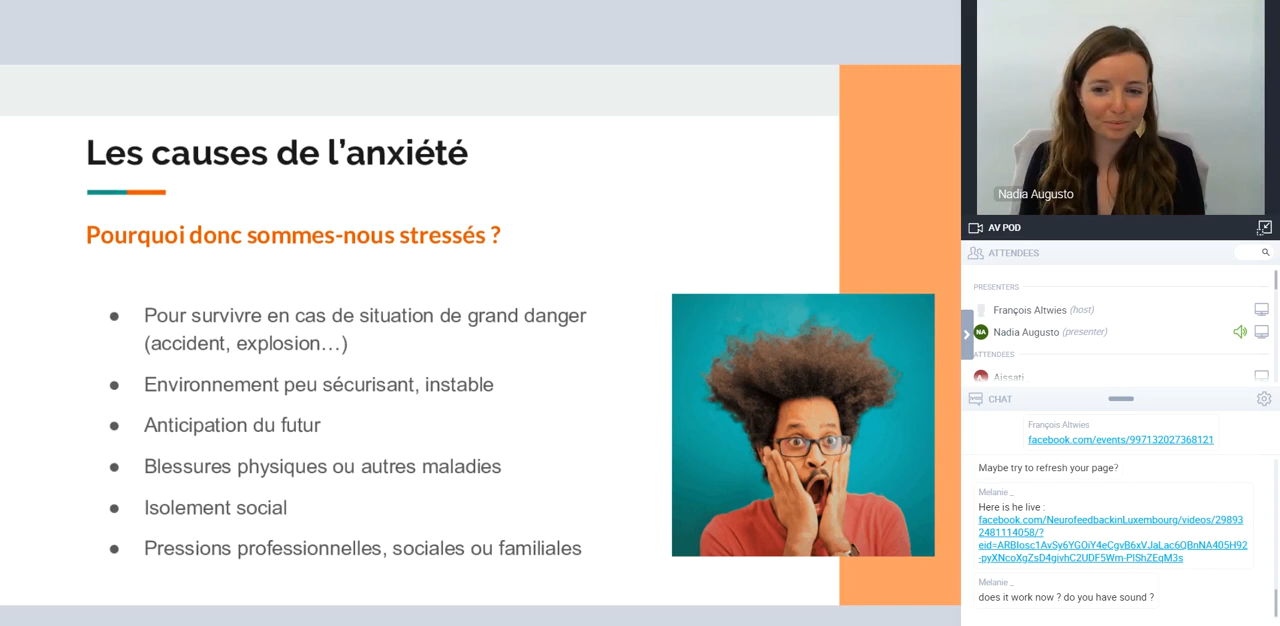 Les causes de l’anxiété
Pourquoi donc sommes-nous stressés ?
● Pour survivre en cas de situation de grand danger
(accident, explosion…)
● Environnement peu sécurisant, instable
● Anticipation du futur
● Blessures physiques ou autres maladies
● Isolement social
● Pressions professionnelles, sociales ou familiales
Nadia Augusto
AV POD
ATTENDEES
PRESENTERS
François Altwies (host)
NA Nadia Augusto (presenter)
ATTENDEES
Aissati
CHAT
François Altwies
facebook.com/events/997132027368121
Maybe try to refresh your page?
Melanie _
Here is he live :
facebook.com/NeurofeedbackinLuxembourg/videos/29893
2481114058/?
eid=ARBIosc1AvSy6YGOiY4eCgvB6xVJaLac6QBnNA405H92
-pyXNcoXgZsD4givhC2UDF5Wm-PIShZEqM3s
Melanie _
does it work now ? do you have sound ?